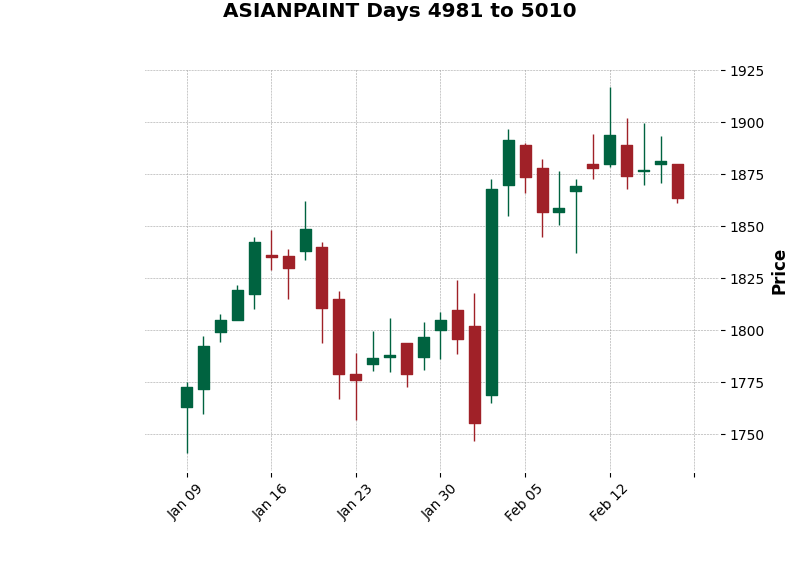 ASIANPAINT Days 4981 to 5010
1925
1900
1875
1850
1825
1800
1775
1750
Price
Jan 09
Jan 16
Jan 23
Jan 30
Feb 05
Feb 12